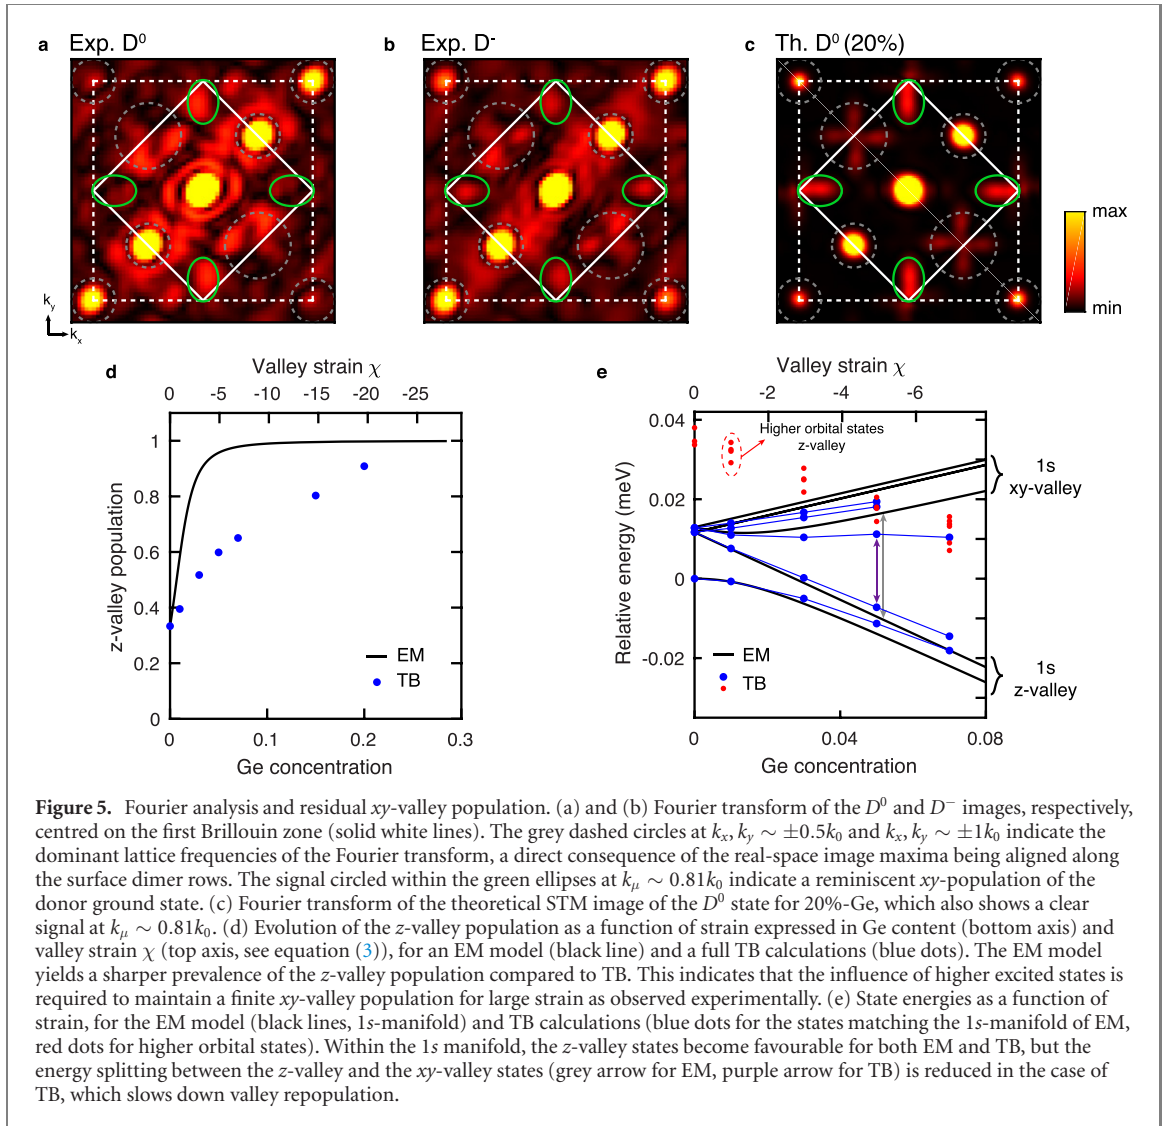 a Exp. D⁰
b Exp. D⁻
c Th. D⁰ (20%)
max
min
k_y
k_x
d
Valley strain χ
0 -5 -10 -15 -20 -25
z-valley population
1
0.8
0.6
0.4
0.2
0
EM
TB
0 0.1 0.2 0.3
Ge concentration
e
Valley strain χ
0 -2 -4 -6
Relative energy (meV)
0.04
0.02
0
-0.02
Higher orbital states
z-valley
1s
xy-valley
1s
z-valley
EM
TB
0 0.04 0.08
Ge concentration
Figure 5. Fourier analysis and residual xy-valley population. (a) and (b) Fourier transform of the D⁰ and D⁻ images, respectively,
centred on the first Brillouin zone (solid white lines). The grey dashed circles at kₓ, k_y ∼ ±0.5k₀ and kₓ, k_y ∼ ±1k₀ indicate the
dominant lattice frequencies of the Fourier transform, a direct consequence of the real-space image maxima being aligned along
the surface dimer rows. The signal circled within the green ellipses at k_μ ∼ 0.81k₀ indicate a reminiscent xy-population of the
donor ground state. (c) Fourier transform of the theoretical STM image of the D⁰ state for 20%-Ge, which also shows a clear
signal at k_μ ∼ 0.81k₀. (d) Evolution of the z-valley population as a function of strain expressed in Ge content (bottom axis) and
valley strain χ (top axis, see equation (3)), for an EM model (black line) and a full TB calculations (blue dots). The EM model
yields a sharper prevalence of the z-valley population compared to TB. This indicates that the influence of higher excited states is
required to maintain a finite xy-valley population for large strain as observed experimentally. (e) State energies as a function of
strain, for the EM model (black lines, 1s-manifold) and TB calculations (blue dots for the states matching the 1s-manifold of EM,
red dots for higher orbital states). Within the 1s manifold, the z-valley states become favourable for both EM and TB, but the
energy splitting between the z-valley and the xy-valley states (grey arrow for EM, purple arrow for TB) is reduced in the case of
TB, which slows down valley repopulation.